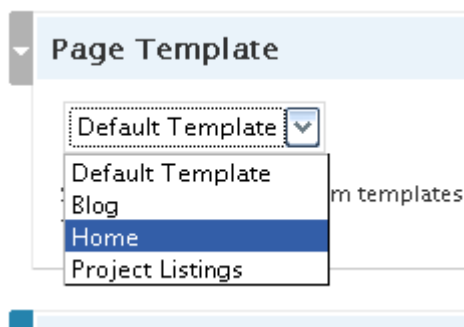 Page Template
Default Template
Default Template
Blog
m templates
Home
Project Listings